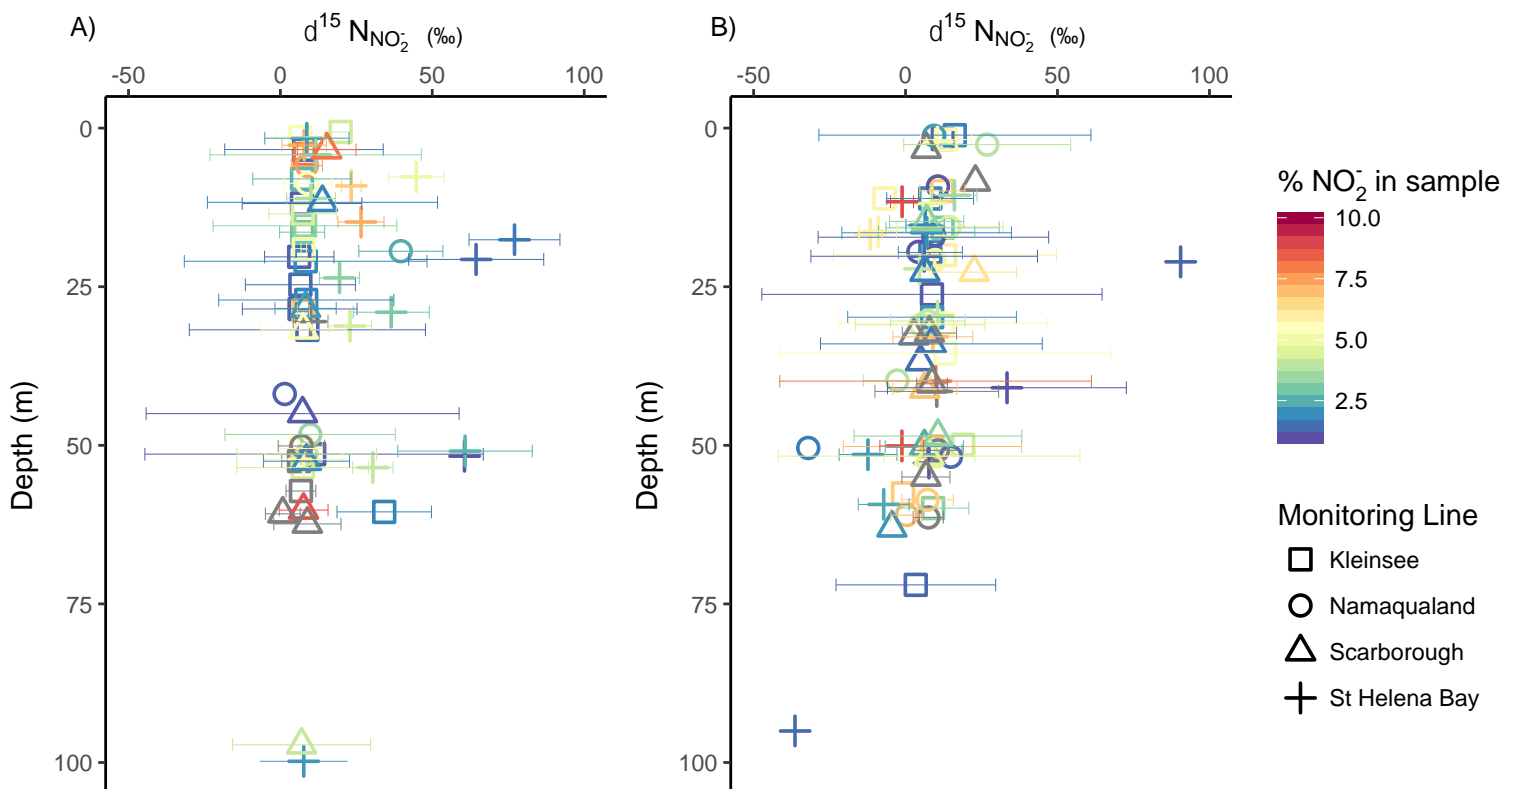 A)
d¹⁵ N_NO₂⁻ (‰)
-50 0 50 100
0
25
50
75
100
Depth (m)
B)
d¹⁵ N_NO₂⁻ (‰)
-50 0 50 100
0
25
50
75
100
Depth (m)
% NO₂⁻ in sample
10.0
7.5
5.0
2.5
Monitoring Line
Kleinsee
Namaqualand
Scarborough
St Helena Bay